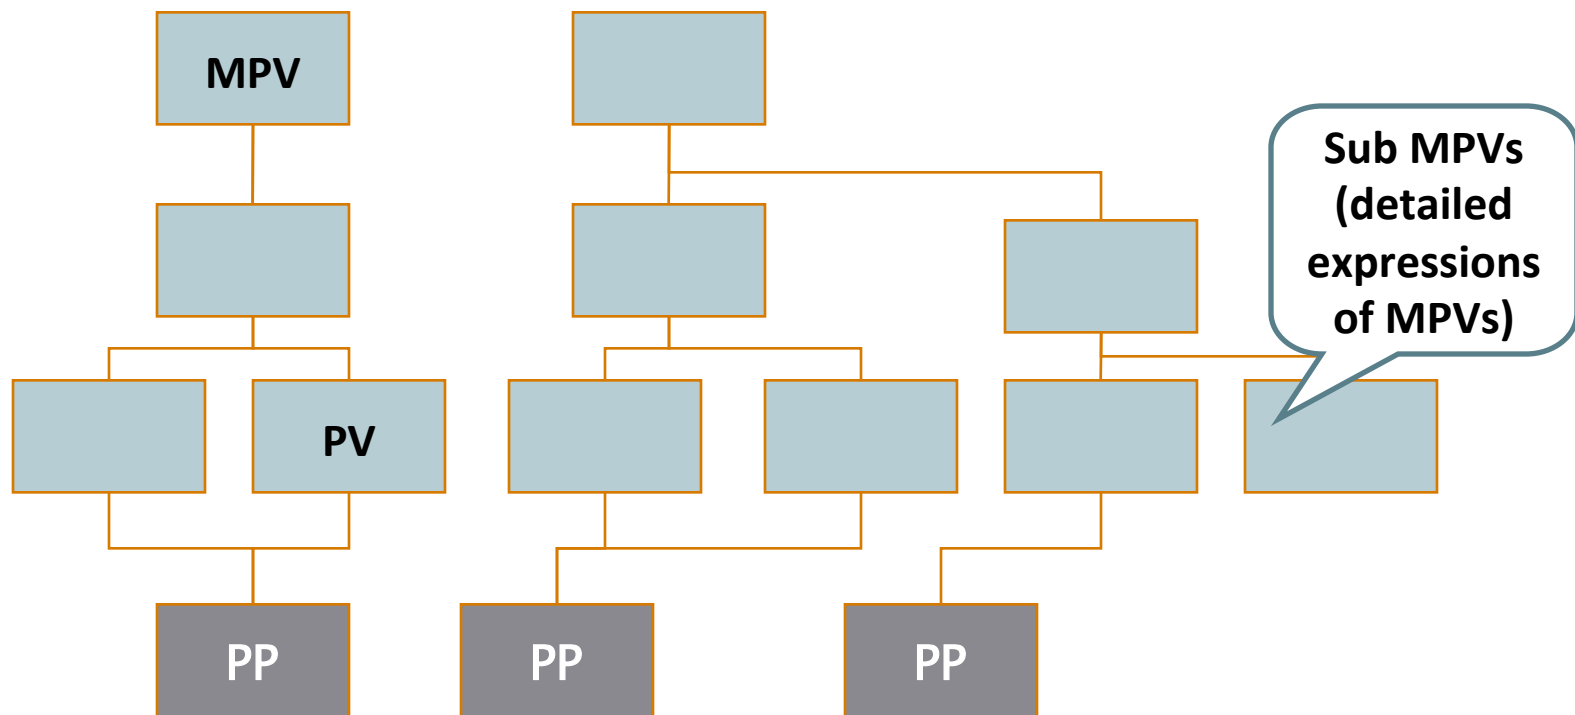 MPV
Sub MPVs
(detailed
expressions
of MPVs)
PV
PP
PP
PP